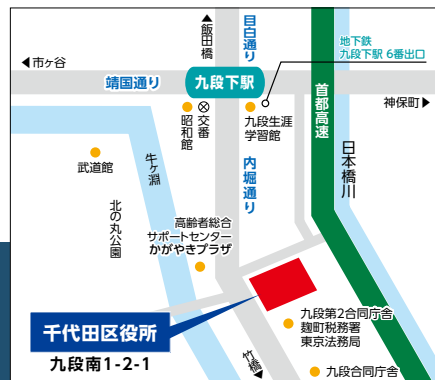 ▲飯田橋
目白通り
地下鉄
九段下駅 6番出口
◀市ヶ谷
靖国通り
九段下駅
首都高速
神保町▶
昭和館
交番
九段生涯
学習館
武道館
牛ヶ淵
内堀通り
日本橋川
北の丸公園
高齢者総合
サポートセンター
かがやきプラザ
千代田区役所
九段南1-2-1
九段第2合同庁舎
麹町税務署
東京法務局
竹橋▼
九段合同庁舎